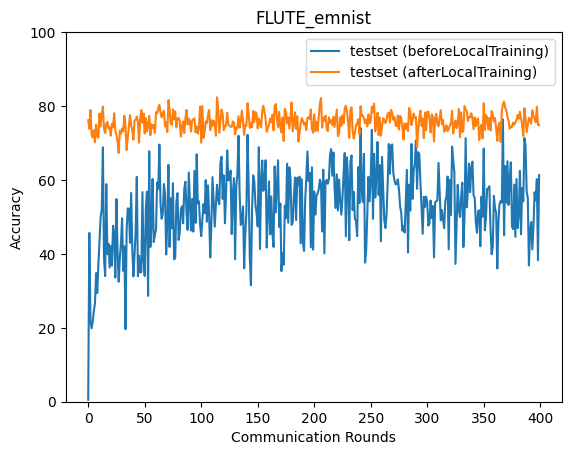 FLUTE_emnist
testset (beforeLocalTraining)
testset (afterLocalTraining)
100
80
60
40
20
0
Accuracy
0 50 100 150 200 250 300 350 400
Communication Rounds